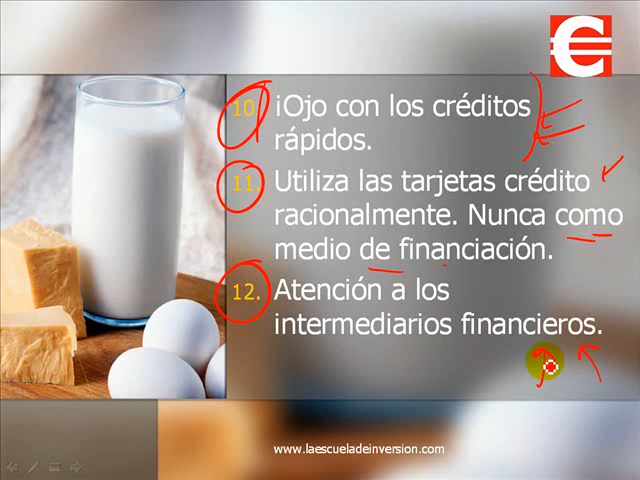 €
10. ¡Ojo con los créditos
rápidos.
11. Utiliza las tarjetas crédito
racionalmente. Nunca como
medio de financiación.
12. Atención a los
intermediarios financieros.
www.laescueladeinversion.com